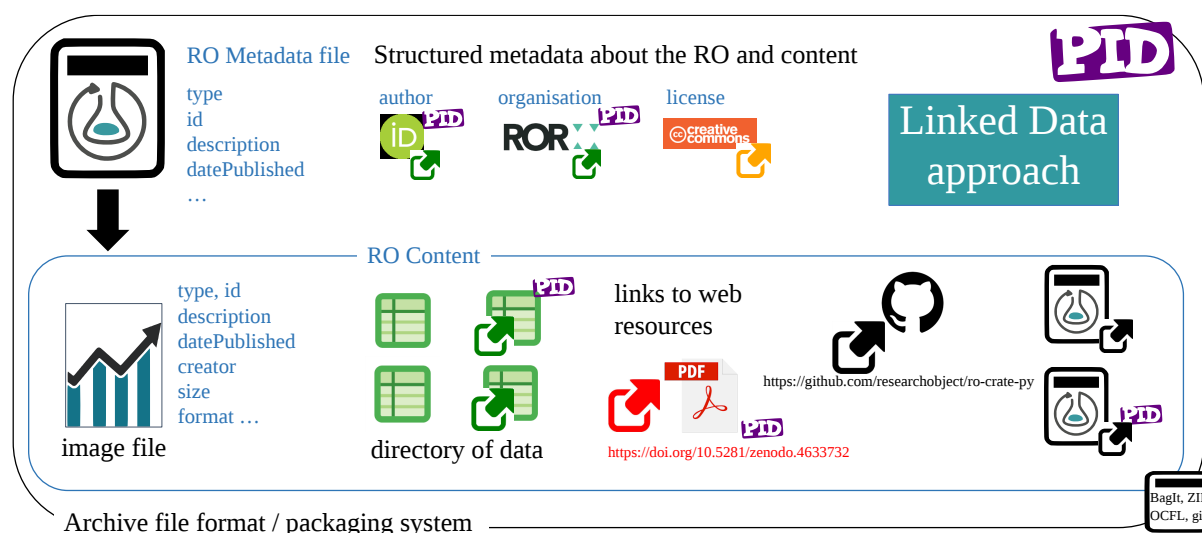 RO Metadata file
Structured metadata about the RO and content
PID
type
id
description
datePublished
…
author
PID
iD
organisation
PID
ROR
license
cc creative commons
Linked Data
approach
RO Content
type, id
description
datePublished
creator
size
format …
image file
PID
directory of data
links to web
resources
PDF
PID
https://doi.org/10.5281/zenodo.4633732
https://github.com/researchobject/ro-crate-py
PID
Archive file format / packaging system
BagIt,
OCFL,